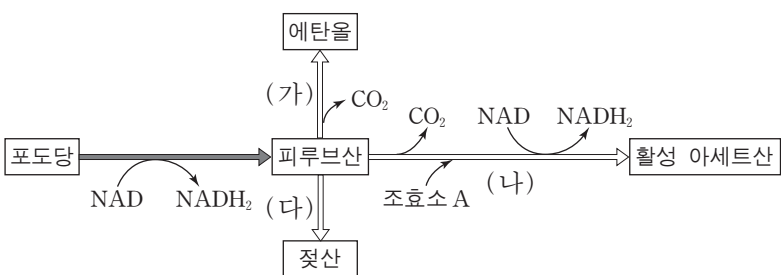 에탄올
(가)
CO₂
CO₂
NAD
NADH₂
포도당
피루브산
활성 아세트산
NAD
NADH₂
(다)
조효소 A
(나)
젖산